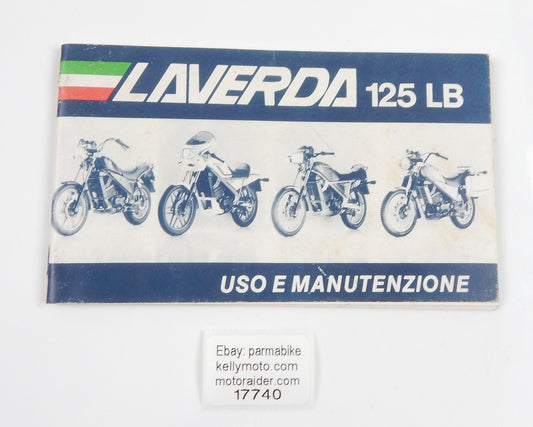 LAVERDA 125 LB
USO E MANUTENZIONE
Ebay: parmabike
kellymoto.com
motoraider.com
17740